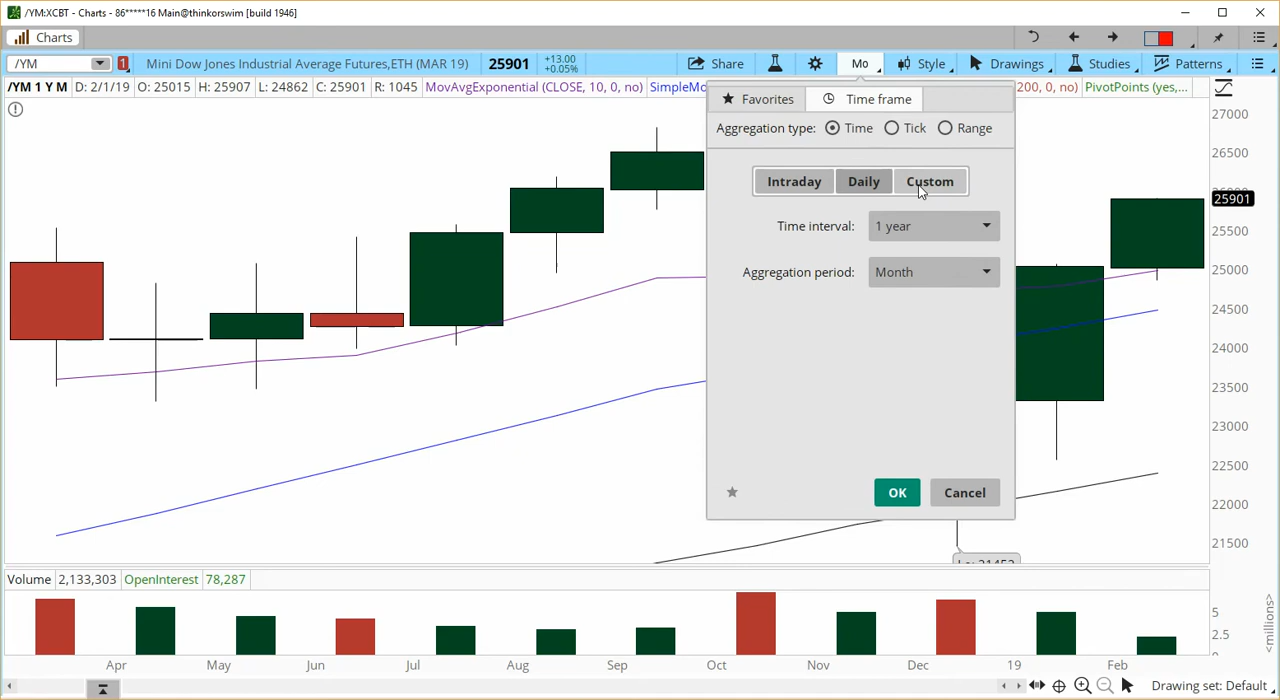 /YM:XCBT - Charts - 86*****16 Main@thinkorswim [build 1946]
Charts
/YM 1 Mini Dow Jones Industrial Average Futures,ETH (MAR 19) 25901 +13.00 +0.05% Share Mo Style Drawings Studies Patterns
/YM 1 Y M D: 2/1/19 O: 25015 H: 25907 L: 24862 C: 25901 R: 1045 MovAvgExponential (CLOSE, 10, 0, no) 200, 0, no) PivotPoints (yes,...
Favorites Time frame
Aggregation type: Time Tick Range
Intraday Daily Custom
Time interval: 1 year
Aggregation period: Month
OK Cancel
27000
26500
25901
25500
25000
24500
24000
23500
23000
22500
22000
21500
Volume 2,133,303 OpenInterest 78,287
5
2.5
<millions>
Apr May Jun Jul Aug Sep Oct Nov Dec 19 Feb
Drawing set: Default